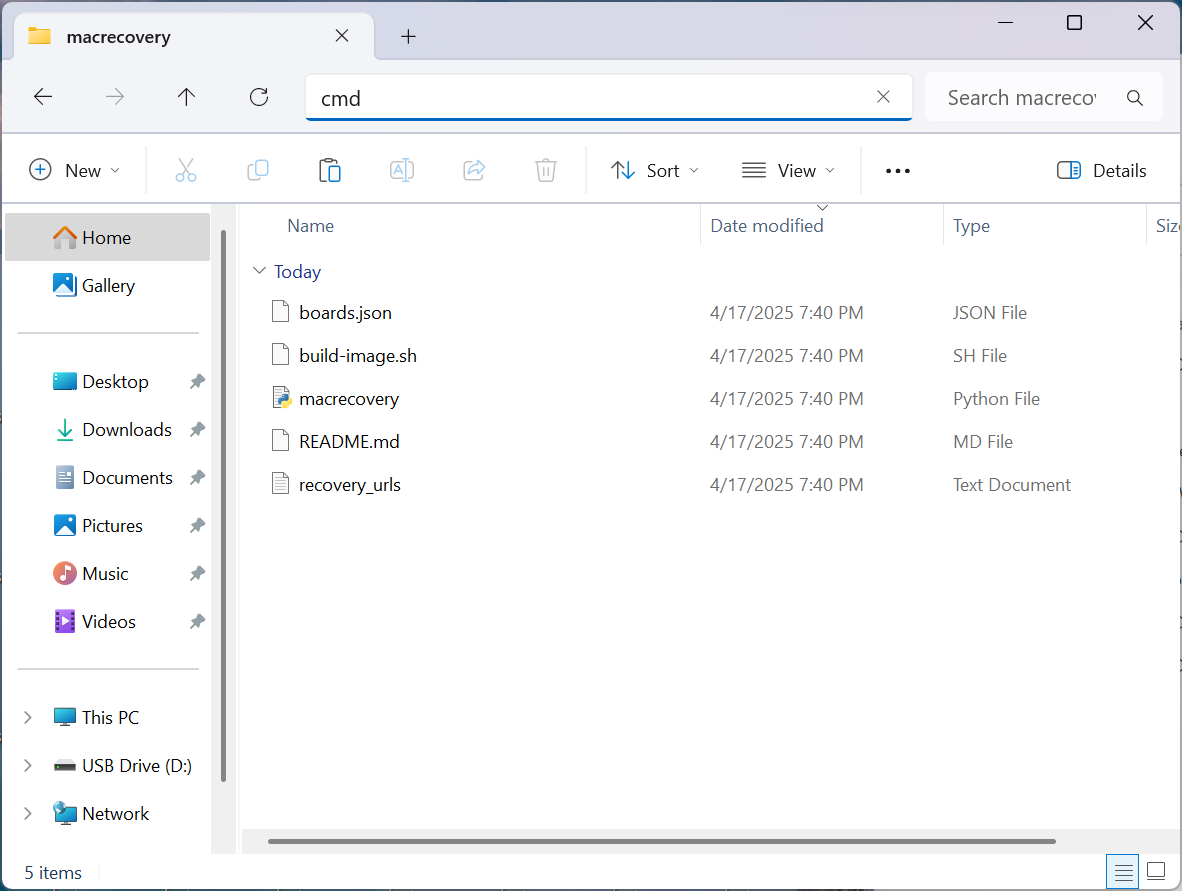 macrecovery
cmd
Search macreco
New
Sort
View
Details
Name
Date modified
Type
Home
Gallery
Desktop
Downloads
Documents
Pictures
Music
Videos
This PC
USB Drive (D:)
Network
Today
boards.json 4/17/2025 7:40 PM JSON File
build-image.sh 4/17/2025 7:40 PM SH File
macrecovery 4/17/2025 7:40 PM Python File
README.md 4/17/2025 7:40 PM MD File
recovery_urls 4/17/2025 7:40 PM Text Document
5 items